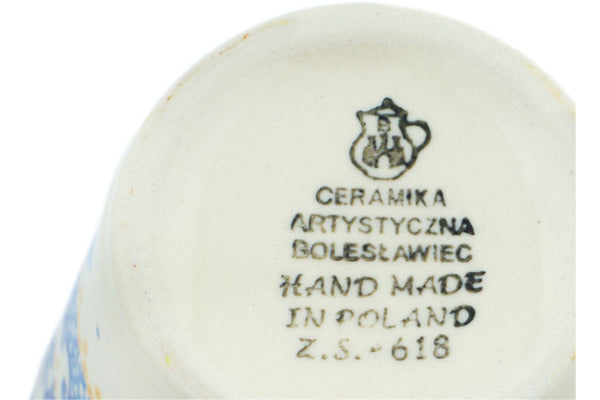 CERAMIKA
ARTYSTYCZNA
BOLESŁAWIEC
HAND MADE
IN POLAND
Z.S.-618